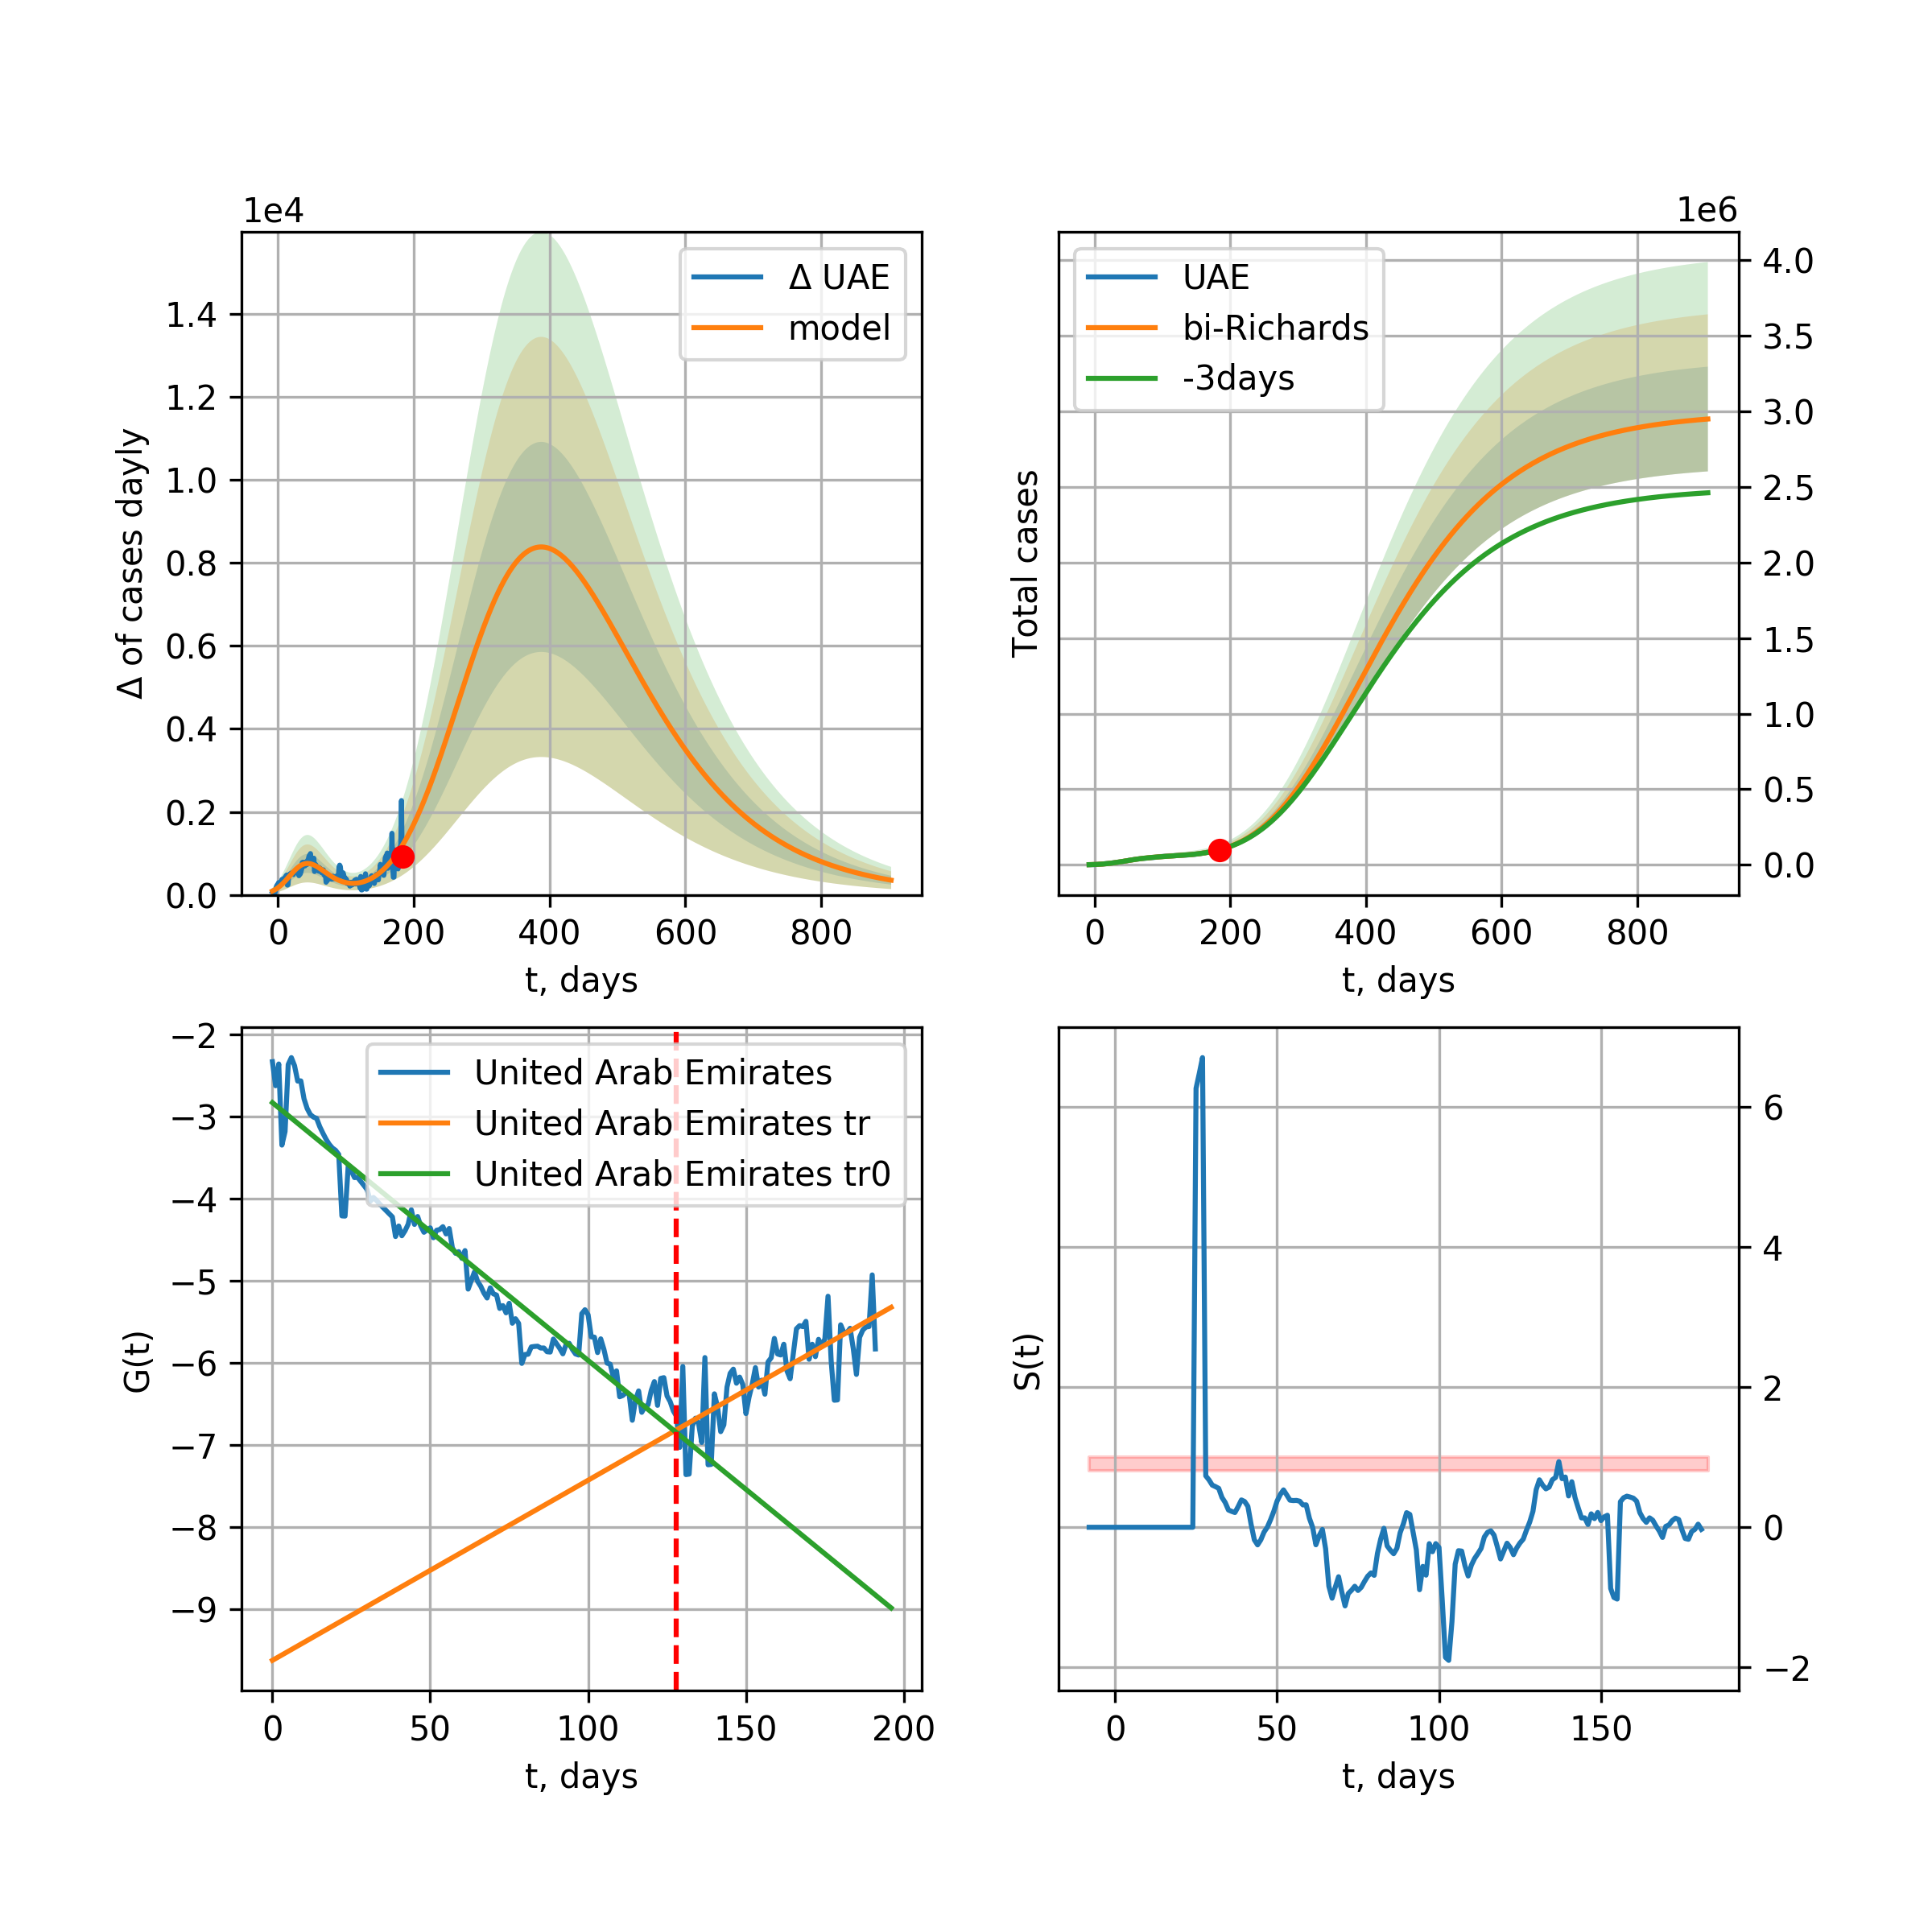 1e4
Δ UAE
model
1.4
1.2
1.0
0.8
0.6
0.4
0.2
0.0
Δ of cases dayly
0 200 400 600 800
t, days
1e6
UAE
bi-Richards
-3days
4.0
3.5
3.0
2.5
2.0
1.5
1.0
0.5
0.0
Total cases
0 200 400 600 800
t, days
United Arab Emirates
United Arab Emirates tr
United Arab Emirates tr0
−2
−3
−4
−5
−6
−7
−8
−9
G(t)
0 50 100 150 200
t, days
6
4
2
0
−2
S(t)
0 50 100 150
t, days